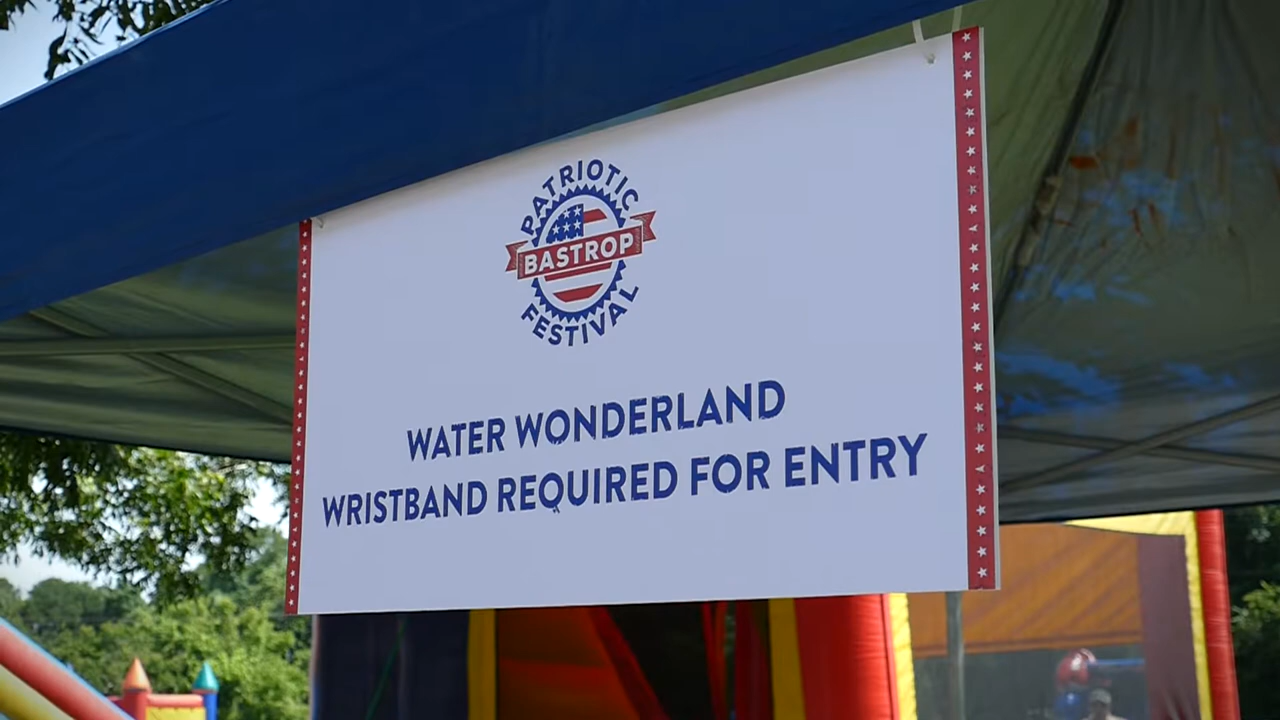 PATRIOTIC
BASTROP
FESTIVAL
WATER WONDERLAND
WRISTBAND REQUIRED FOR ENTRY